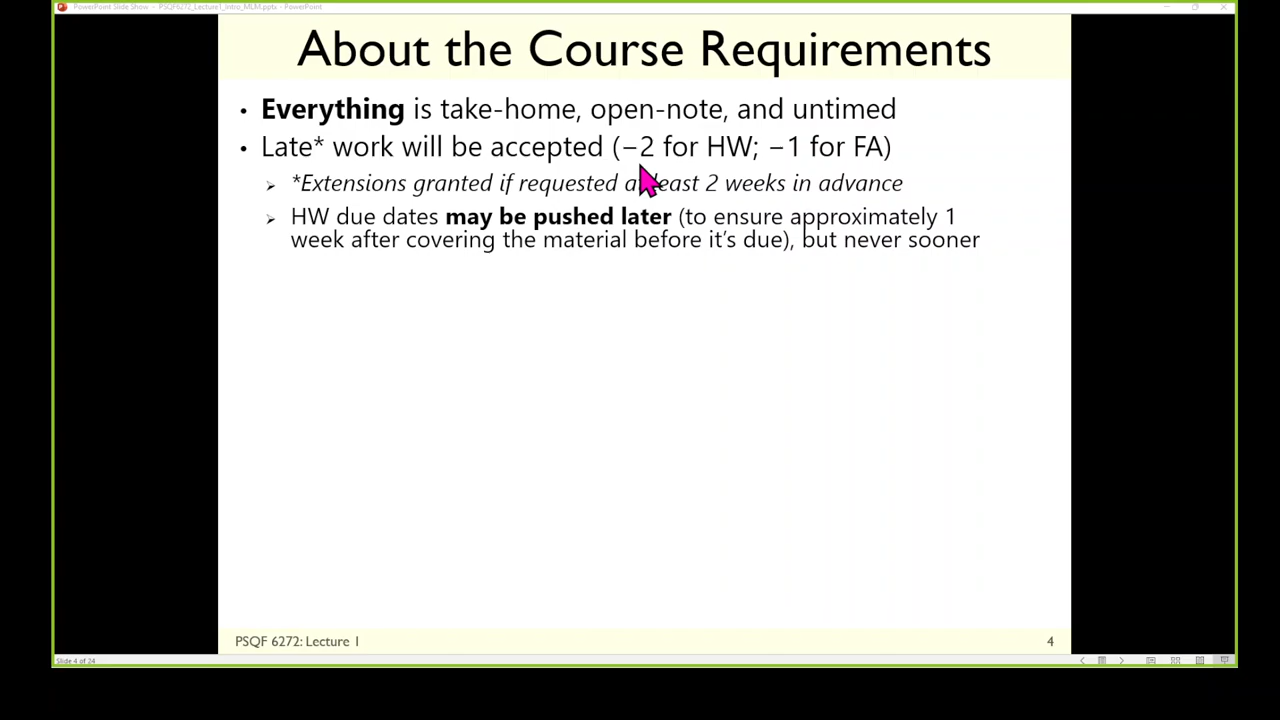 PowerPoint Slide Show - PSQF6272_Lecture1_Intro_MLM.pptx - PowerPoint
About the Course Requirements
• Everything is take-home, open-note, and untimed
• Late* work will be accepted (−2 for HW; −1 for FA)
➢ *Extensions granted if requested at least 2 weeks in advance
➢ HW due dates may be pushed later (to ensure approximately 1
week after covering the material before it's due), but never sooner
PSQF 6272: Lecture 1
4
Slide 4 of 24